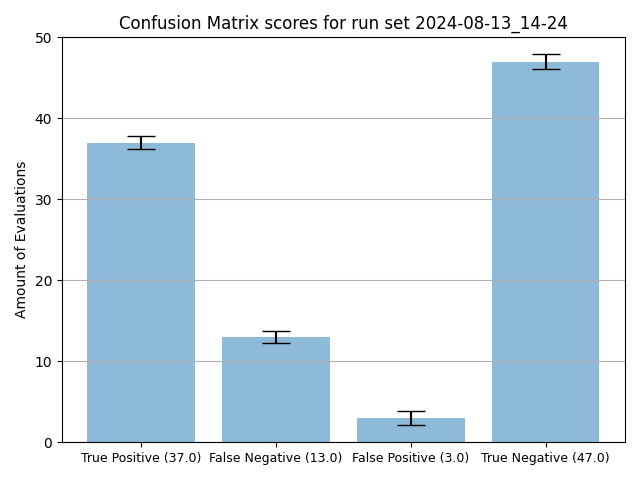 Confusion Matrix scores for run set 2024-08-13_14-24
Amount of Evaluations
50
40
30
20
10
0
True Positive (37.0)
False Negative (13.0)
False Positive (3.0)
True Negative (47.0)